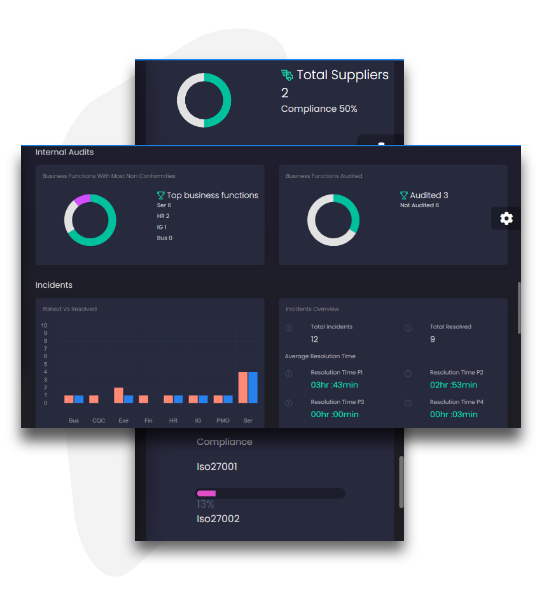 Total Suppliers
2
Compliance 50%
Internal Audits
Business Functions With Most Non Conformities
Top business functions
Ser 6
HR 2
IG 1
Bus 0
Business Functions Audited
Audited 3
Not Audited 6
Incidents
Raised Vs Resolved
10
9
8
7
6
5
4
3
2
1
0
Bus CQC Exe Fin HR IG PMO Ser
Incidents Overview
Total Incidents
12
Total Resolved
9
Average Resolution Time
Resolution Time P1
03hr :43min
Resolution Time P2
02hr :53min
Resolution Time P3
00hr :00min
Resolution Time P4
00hr :03min
Compliance
Iso27001
13%
Iso27002